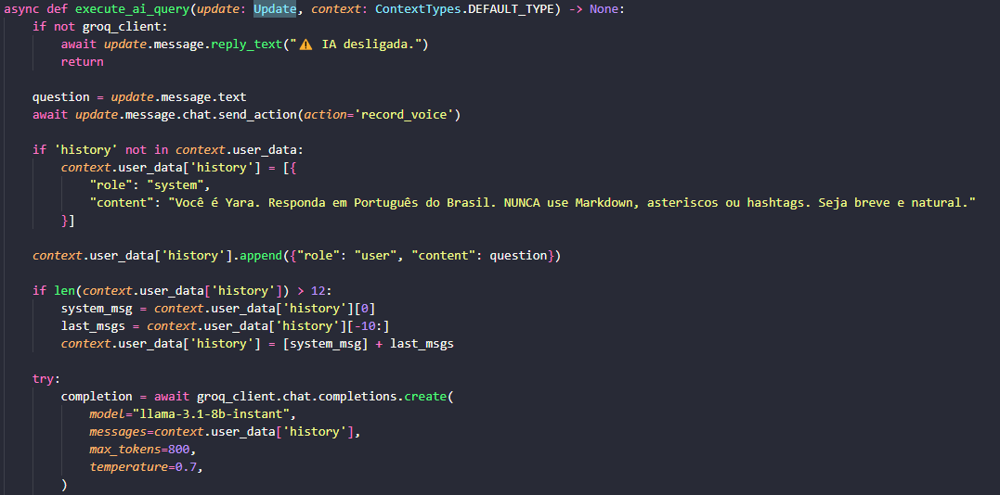 async def execute_ai_query(update: Update, context: ContextTypes.DEFAULT_TYPE) -> None:
    if not groq_client:
        await update.message.reply_text("⚠️ IA desligada.")
        return

    question = update.message.text
    await update.message.chat.send_action(action='record_voice')

    if 'history' not in context.user_data:
        context.user_data['history'] = [{
            "role": "system",
            "content": "Você é Yara. Responda em Português do Brasil. NUNCA use Markdown, asteriscos ou hashtags. Seja breve e natural."
        }]

    context.user_data['history'].append({"role": "user", "content": question})

    if len(context.user_data['history']) > 12:
        system_msg = context.user_data['history'][0]
        last_msgs = context.user_data['history'][-10:]
        context.user_data['history'] = [system_msg] + last_msgs

    try:
        completion = await groq_client.chat.completions.create(
            model="llama-3.1-8b-instant",
            messages=context.user_data['history'],
            max_tokens=800,
            temperature=0.7,
        )